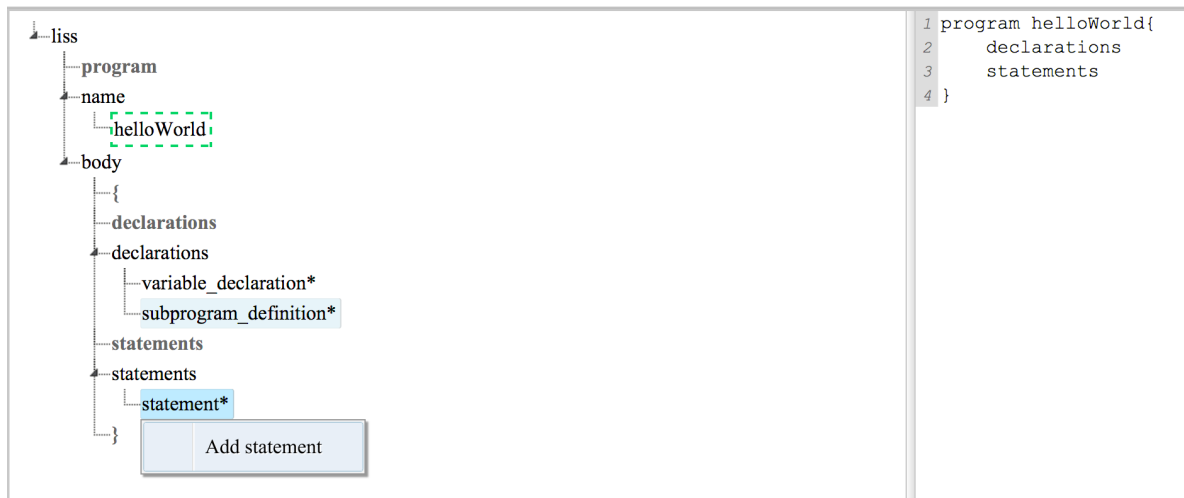 liss
program
name
helloWorld
body
{
declarations
declarations
variable_declaration*
subprogram_definition*
statements
statements
statement*
}
Add statement
1 program helloWorld{
2 declarations
3 statements
4 }